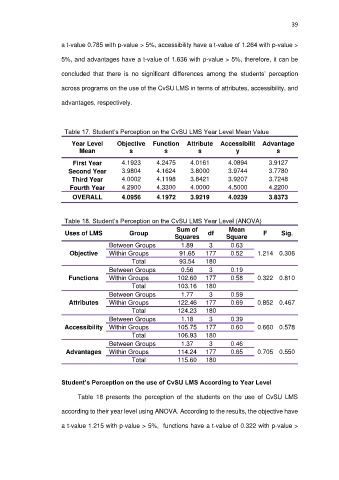 39
a t-value 0.785 with p-value > 5%, accessibility have a t-value of 1.264 with p-value >
5%, and advantages have a t-value of 1.636 with p-value > 5%, therefore, it can be
concluded that there is no significant differences among the students' perception
across programs on the use of the CvSU LMS in terms of attributes, accessibility, and
advantages, respectively.
Table 17. Student's Perception on the CvSU LMS Year Level Mean Value
Year Level Objective Function Attribute Accessibilit Advantage
Mean s s s y s
First Year 4.1923 4.2475 4.0161 4.0894 3.9127
Second Year 3.9804 4.1624 3.8000 3.9744 3.7780
Third Year 4.0002 4.1198 3.8421 3.9207 3.7248
Fourth Year 4.2900 4.3300 4.0000 4.5000 4.2200
OVERALL 4.0956 4.1972 3.9219 4.0239 3.8373
Table 18. Student's Perception on the CvSU LMS Year Level (ANOVA)
Uses of LMS Group Sum of Squares df Mean Square F Sig.
Between Groups 1.89 3 0.63
Objective Within Groups 91.65 177 0.52 1.214 0.306
Total 93.54 180
Between Groups 0.56 3 0.19
Functions Within Groups 102.60 177 0.58 0.322 0.810
Total 103.16 180
Between Groups 1.77 3 0.59
Attributes Within Groups 122.46 177 0.69 0.852 0.467
Total 124.23 180
Between Groups 1.18 3 0.39
Accessibility Within Groups 105.75 177 0.60 0.660 0.578
Total 106.93 180
Between Groups 1.37 3 0.46
Advantages Within Groups 114.24 177 0.65 0.705 0.550
Total 115.60 180
Student's Perception on the use of CvSU LMS According to Year Level
Table 18 presents the perception of the students on the use of CvSU LMS
according to their year level using ANOVA. According to the results, the objective have
a t-value 1.215 with p-value > 5%, functions have a t-value of 0.322 with p-value >